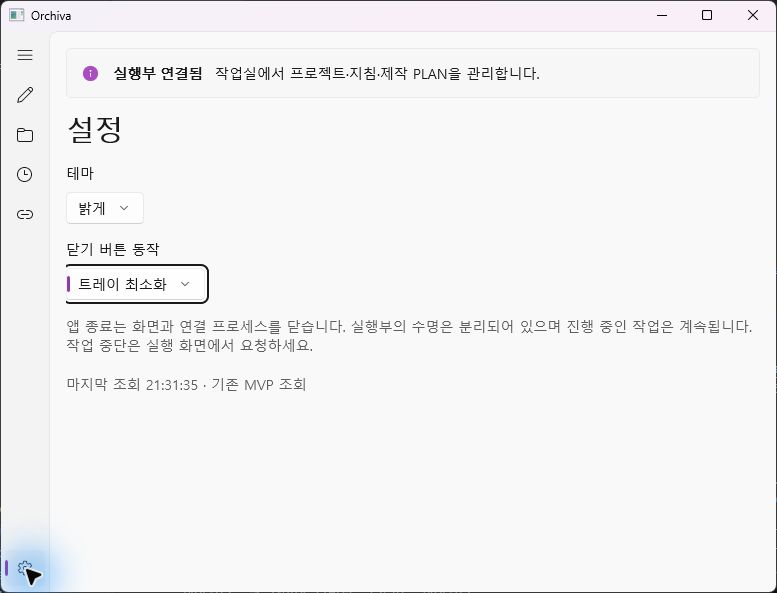 Orchiva
실행부 연결됨 작업실에서 프로젝트·지침·제작 PLAN을 관리합니다.
설정
테마
밝게
닫기 버튼 동작
트레이 최소화
앱 종료는 화면과 연결 프로세스를 닫습니다. 실행부의 수명은 분리되어 있으며 진행 중인 작업은 계속됩니다.
작업 중단은 실행 화면에서 요청하세요.
마지막 조회 21:31:35 · 기존 MVP 조회